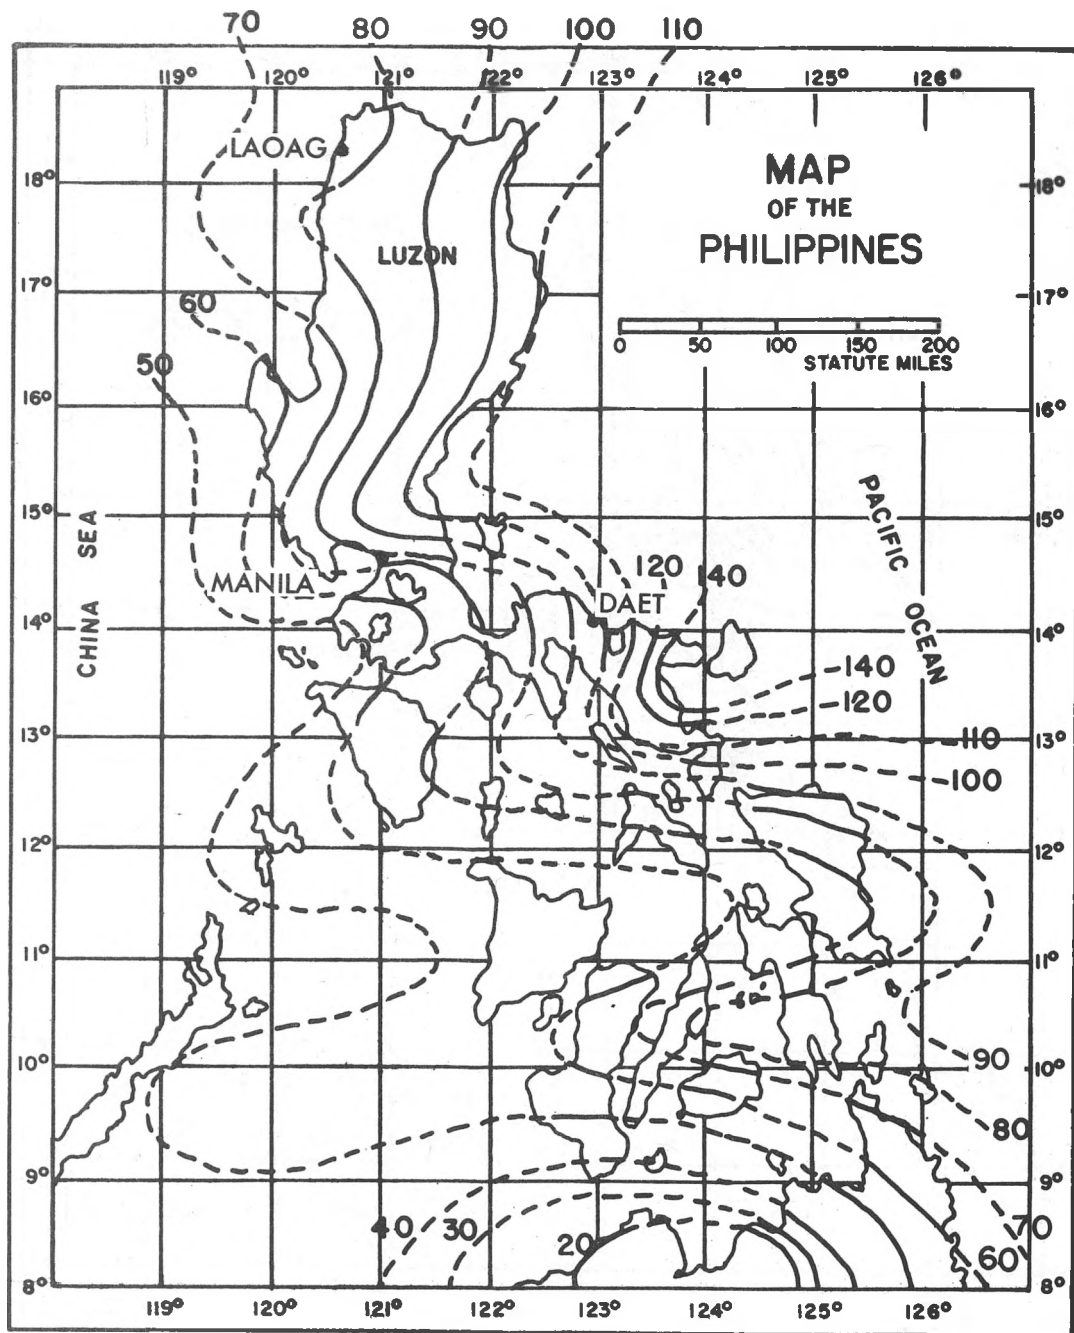 70 80 90 100 110
119° 120° 121° 122° 123° 124° 125° 126°
LAOAG
MAP
OF THE
PHILIPPINES
18° 18°
LUZON
17° 17°
60
0 50 100 150 200
STATUTE MILES
50
16° 16°
PACIFIC OCEAN
15° 15°
CHINA SEA
120 140
MANILA
DAET
14° 14°
140
120
13° 13°
110
100
12° 12°
11° 11°
60
10° 10°
90
80
9° 9°
40 30 20
70
60
8° 8°
119° 120° 121° 122° 123° 124° 125° 126°